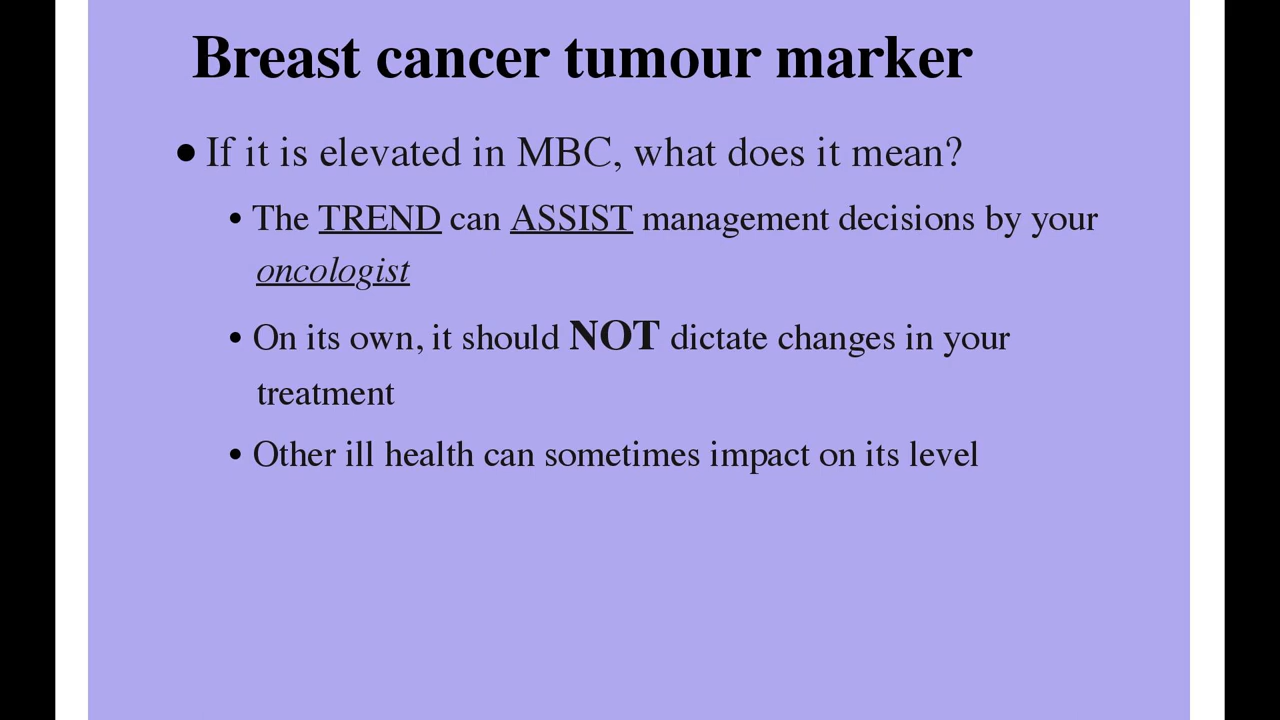 Breast cancer tumour marker
• If it is elevated in MBC, what does it mean?
• The TREND can ASSIST management decisions by your
oncologist
• On its own, it should NOT dictate changes in your
treatment
• Other ill health can sometimes impact on its level